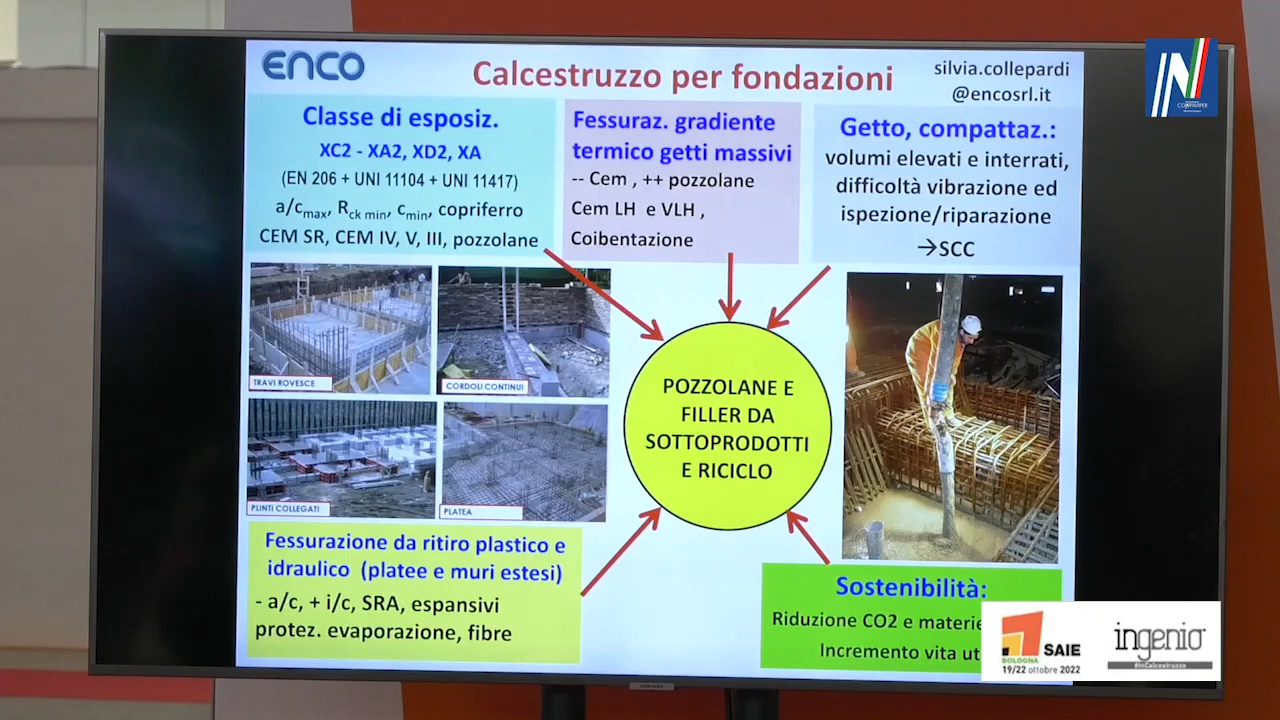 ENCO
Calcestruzzo per fondazioni
silvia.collepardi
@encosrl.it
Classe di esposiz.
XC2 - XA2, XD2, XA
(EN 206 + UNI 11104 + UNI 11417)
a/cmax, Rck min, cmin, copriferro
CEM SR, CEM IV, V, III, pozzolane
Fessuraz. gradiente
termico getti massivi
-- Cem , ++ pozzolane
Cem LH e VLH ,
Coibentazione
Getto, compattaz.:
volumi elevati e interrati,
difficoltà vibrazione ed
ispezione/riparazione
→SCC
TRAVI ROVESCE
CORDOLI CONTINUI
PLINTI COLLEGATI
PLATEA
POZZOLANE E
FILLER DA
SOTTOPRODOTTI
E RICICLO
Fessurazione da ritiro plastico e
idraulico (platee e muri estesi)
- a/c, + i/c, SRA, espansivi
protez. evaporazione, fibre
Sostenibilità:
Riduzione CO2 e materie
Incremento vita ut
SAIE
BOLOGNA
19/22 ottobre 2022
ingenio
#InCalcestruzzo
SAMSUNG